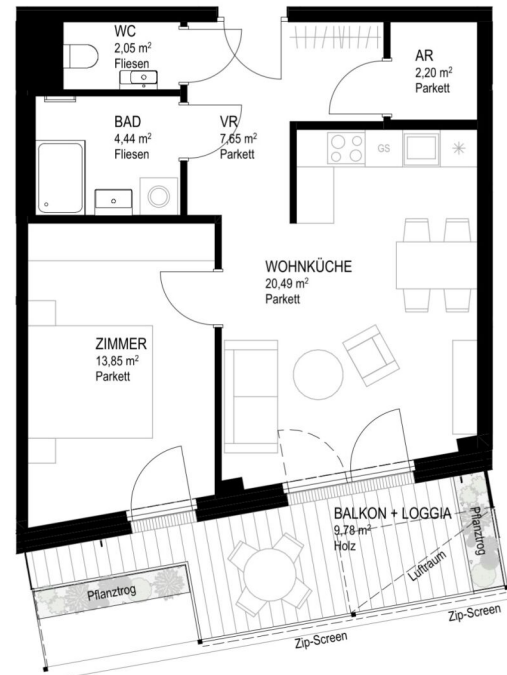 WC
2,05 m²
Fliesen
AR
2,20 m²
Parkett
BAD
4,44 m²
Fliesen
VR
7,65 m²
Parkett
GS
WOHNKÜCHE
20,49 m²
Parkett
ZIMMER
13,85 m²
Parkett
BALKON + LOGGIA
9,78 m²
Holz
Pflanztrog
Luftraum
Pflanztrog
Zip-Screen
Zip-Screen